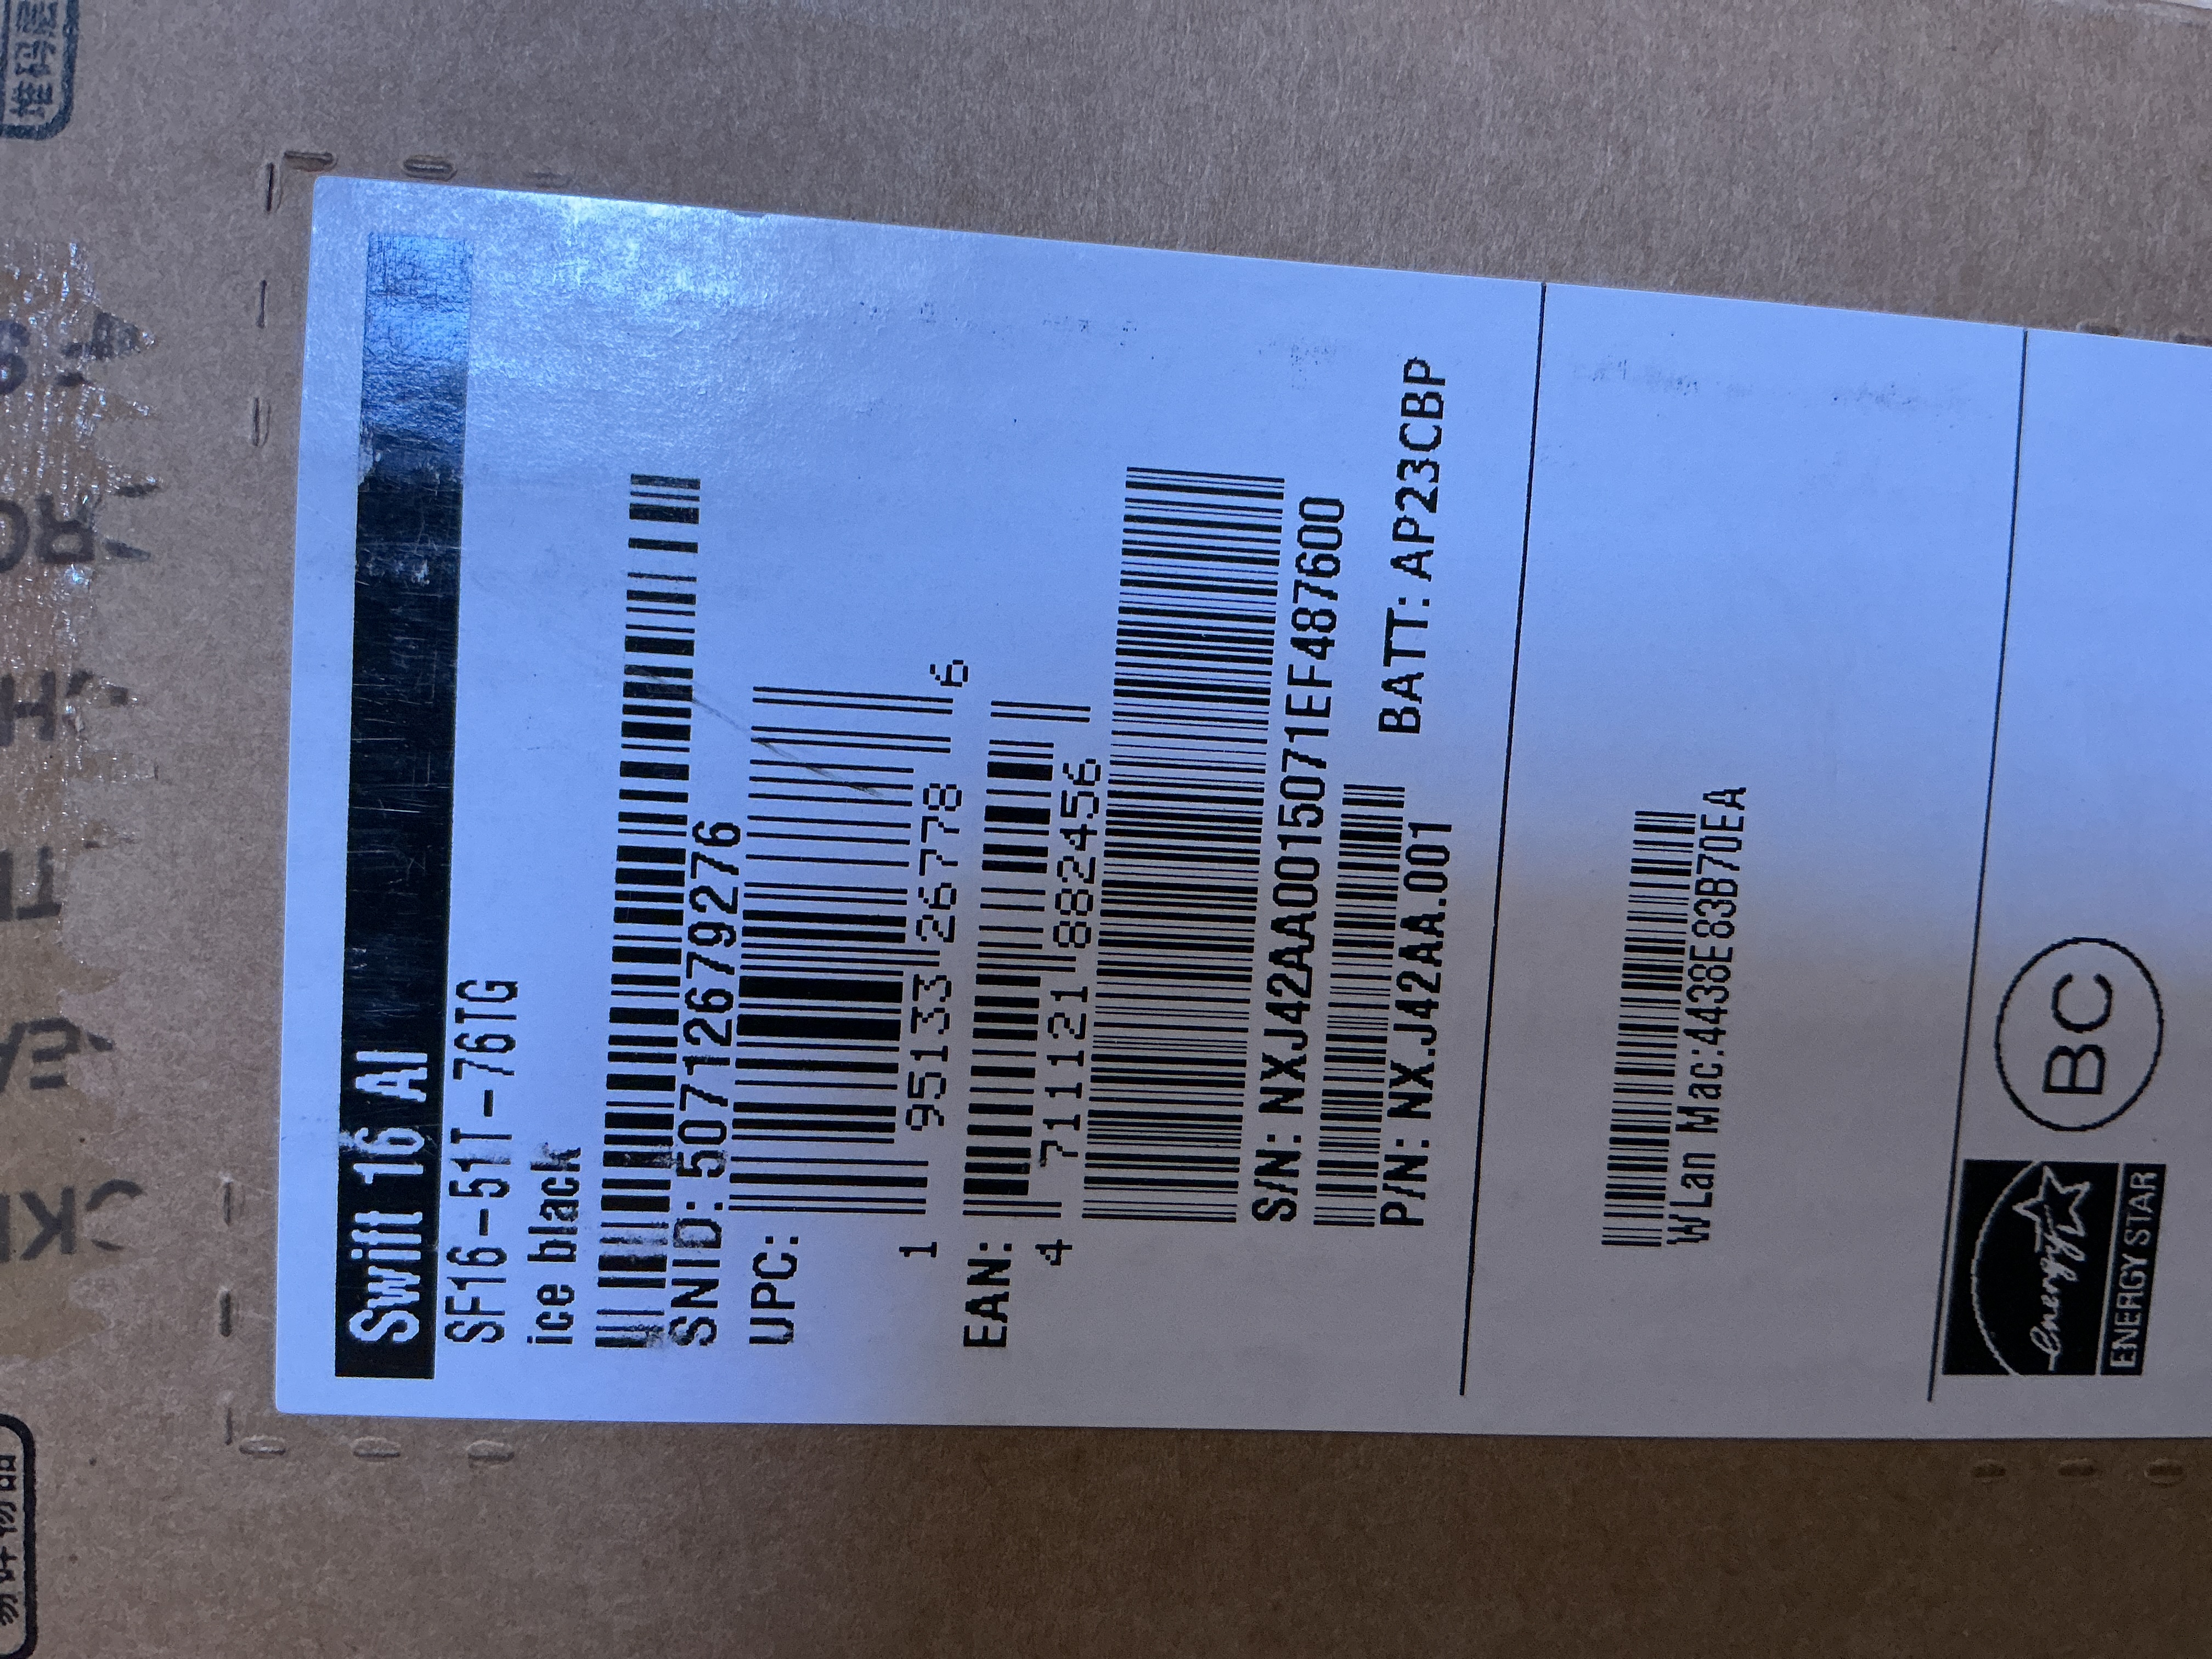 Swift 16 AI
SF16-51T-76TG
ice black
SNID: 50712679276
UPC:
1 95133 26778 6
EAN:
4 711121 882456
S/N: NXJ42AA0015071EF487600
P/N: NX.J42AA.001 BATT: AP23CBP
WLan Mac:4438E83B70EA
energy
ENERGY STAR
BC